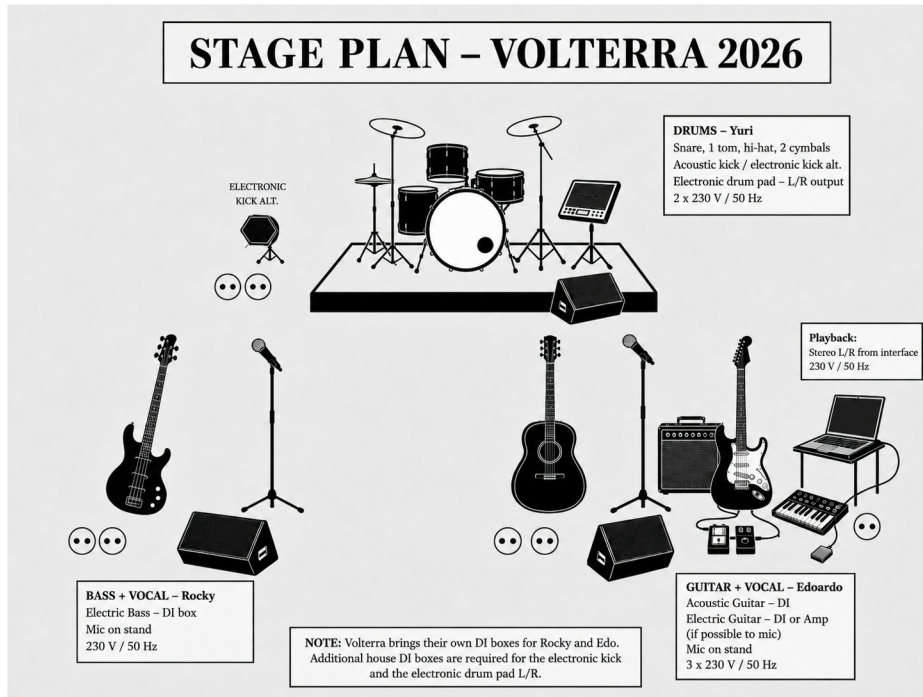 STAGE PLAN – VOLTERRA 2026
DRUMS – Yuri
Snare, 1 tom, hi-hat, 2 cymbals
Acoustic kick / electronic kick alt.
Electronic drum pad – L/R output
2 x 230 V / 50 Hz
ELECTRONIC
KICK ALT.
Playback:
Stereo L/R from interface
230 V / 50 Hz
BASS + VOCAL – Rocky
Electric Bass – DI box
Mic on stand
230 V / 50 Hz
NOTE: Volterra brings their own DI boxes for Rocky and Edo.
Additional house DI boxes are required for the electronic kick
and the electronic drum pad L/R.
GUITAR + VOCAL – Edoardo
Acoustic Guitar – DI
Electric Guitar – DI or Amp
(if possible to mic)
Mic on stand
3 x 230 V / 50 Hz